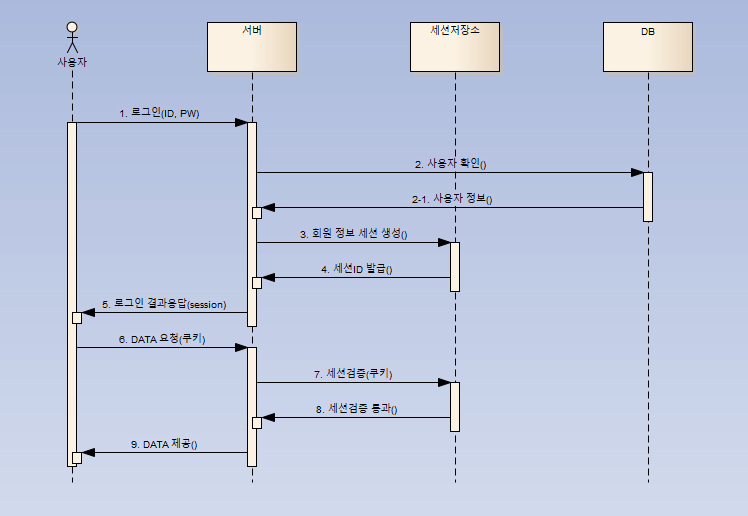 서버
세션저장소
DB
사용자
1. 로그인(ID, PW)
2. 사용자 확인()
2-1. 사용자 정보()
3. 회원 정보 세션 생성()
4. 세션ID 발급()
5. 로그인 결과응답(session)
6. DATA 요청(쿠키)
7. 세션검증(쿠키)
8. 세션검증 통과()
9. DATA 제공()